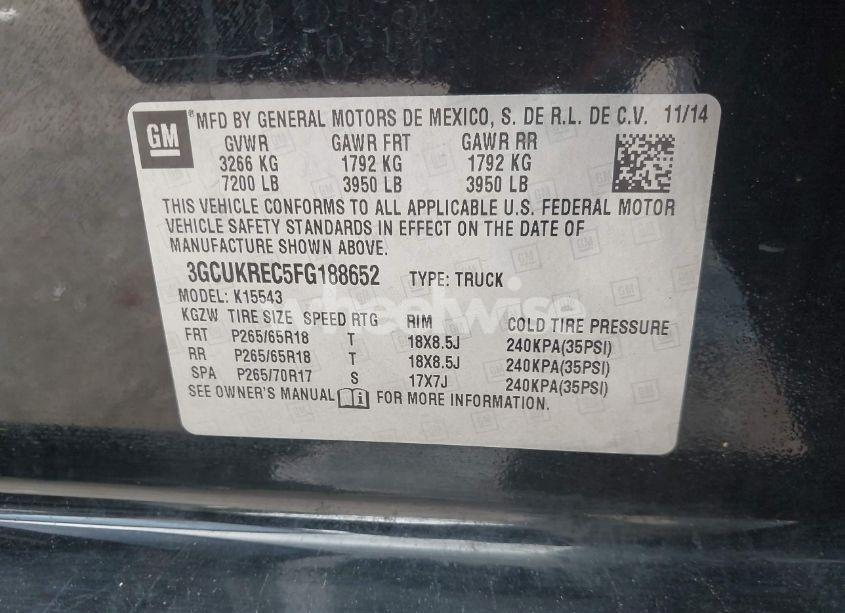 GM
®MFD BY GENERAL MOTORS DE MEXICO, S. DE R.L. DE C.V. 11/14
GVWR GAWR FRT GAWR RR
3266 KG 1792 KG 1792 KG
7200 LB 3950 LB 3950 LB
THIS VEHICLE CONFORMS TO ALL APPLICABLE U.S. FEDERAL MOTOR
VEHICLE SAFETY STANDARDS IN EFFECT ON THE DATE OF
MANUFACTURE SHOWN ABOVE.
3GCUKREC5FG188652 TYPE: TRUCK
MODEL: K15543
KGZW TIRE SIZE SPEED RTG RIM COLD TIRE PRESSURE
FRT P265/65R18 T 18X8.5J 240KPA(35PSI)
RR P265/65R18 T 18X8.5J 240KPA(35PSI)
SPA P265/70R17 S 17X7J 240KPA(35PSI)
SEE OWNER'S MANUAL FOR MORE INFORMATION.
wheelwise